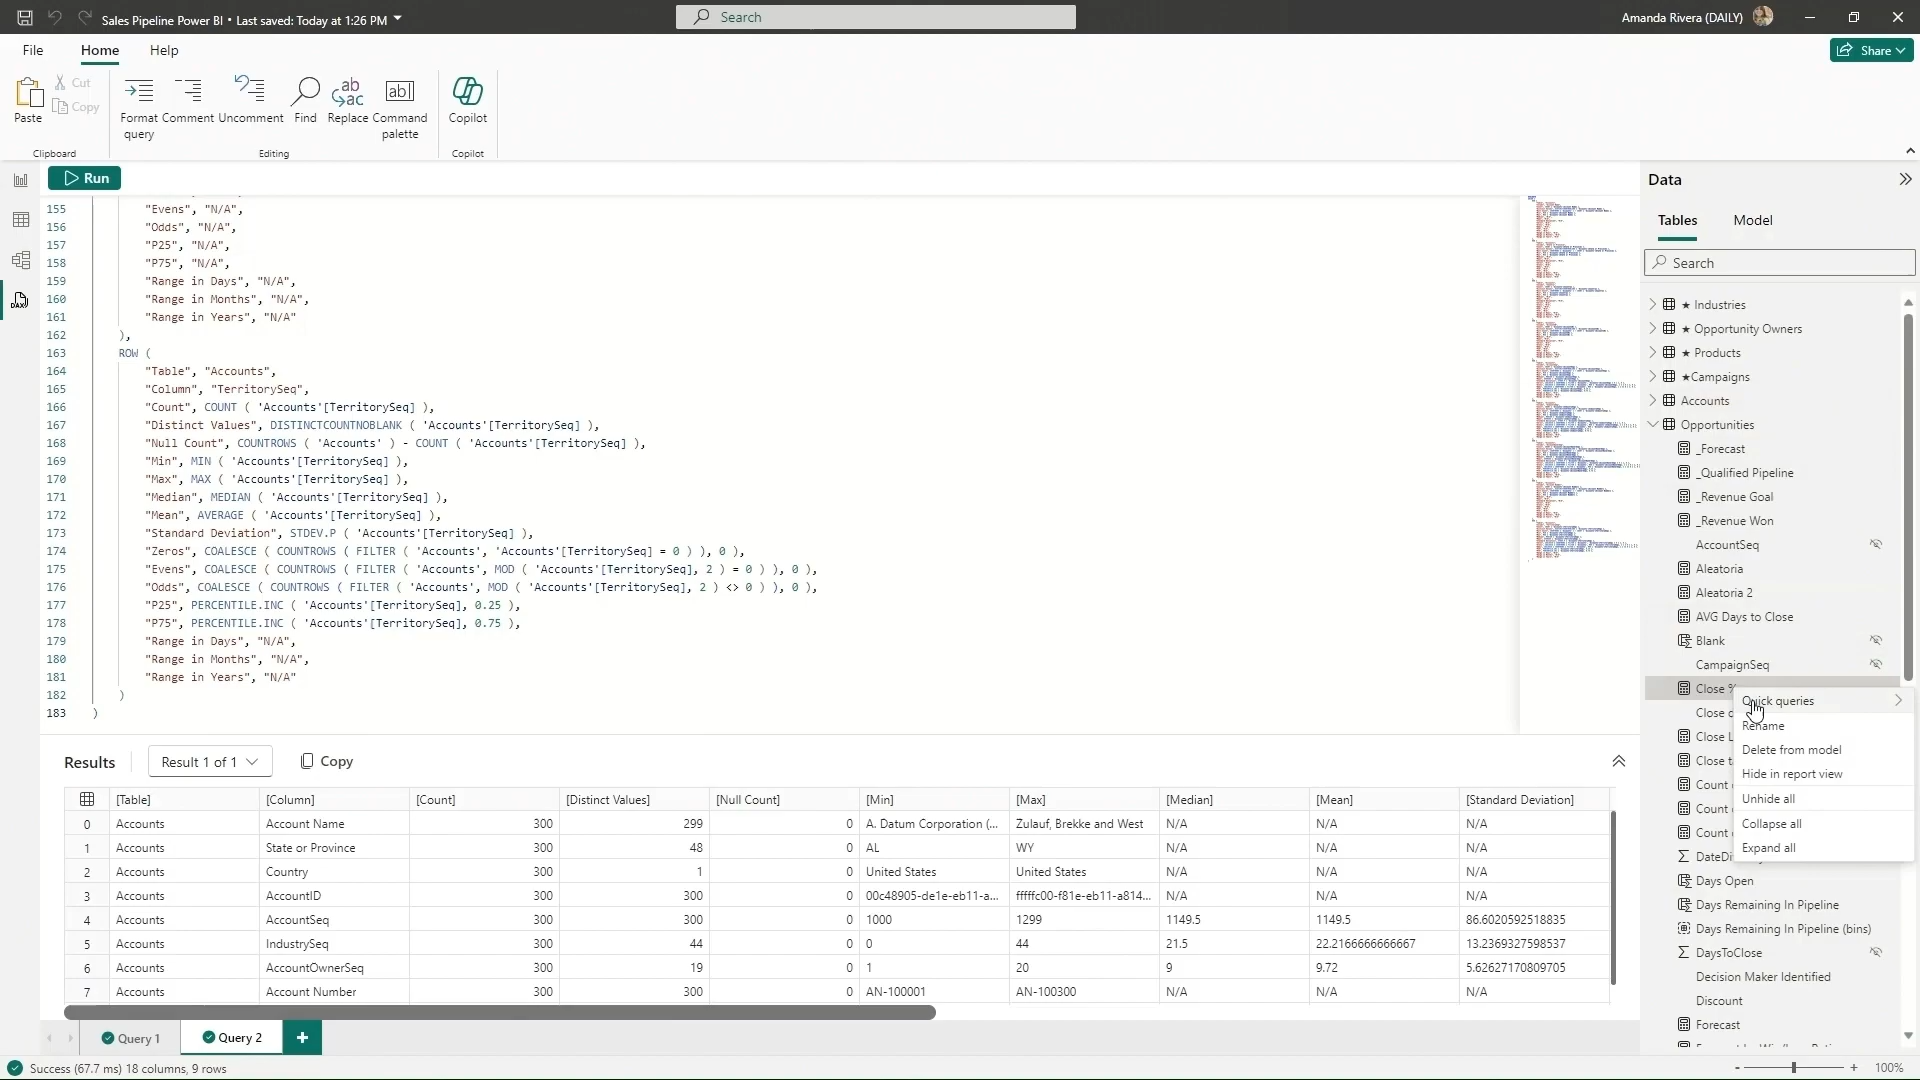 Sales Pipeline Power BI • Last saved: Today at 1:26 PM
Search
Amanda Rivera (DAILY)
File
Home
Help
Share
Paste
Cut
Copy
Format query
Comment
Uncomment
Find
Replace
Command palette
Copilot
Clipboard
Editing
Copilot
Run
155 "Evens", "N/A",
156 "Odds", "N/A",
157 "P25", "N/A",
158 "P75", "N/A",
159 "Range in Days", "N/A",
160 "Range in Months", "N/A",
161 "Range in Years", "N/A"
162 ),
163 ROW (
164 "Table", "Accounts",
165 "Column", "TerritorySeq",
166 "Count", COUNT ( 'Accounts'[TerritorySeq] ),
167 "Distinct Values", DISTINCTCOUNTNOBLANK ( 'Accounts'[TerritorySeq] ),
168 "Null Count", COUNTROWS ( 'Accounts' ) - COUNT ( 'Accounts'[TerritorySeq] ),
169 "Min", MIN ( 'Accounts'[TerritorySeq] ),
170 "Max", MAX ( 'Accounts'[TerritorySeq] ),
171 "Median", MEDIAN ( 'Accounts'[TerritorySeq] ),
172 "Mean", AVERAGE ( 'Accounts'[TerritorySeq] ),
173 "Standard Deviation", STDEV.P ( 'Accounts'[TerritorySeq] ),
174 "Zeros", COALESCE ( COUNTROWS ( FILTER ( 'Accounts', 'Accounts'[TerritorySeq] = 0 ) ), 0 ),
175 "Evens", COALESCE ( COUNTROWS ( FILTER ( 'Accounts', MOD ( 'Accounts'[TerritorySeq], 2 ) = 0 ) ), 0 ),
176 "Odds", COALESCE ( COUNTROWS ( FILTER ( 'Accounts', MOD ( 'Accounts'[TerritorySeq], 2 ) <> 0 ) ), 0 ),
177 "P25", PERCENTILE.INC ( 'Accounts'[TerritorySeq], 0.25 ),
178 "P75", PERCENTILE.INC ( 'Accounts'[TerritorySeq], 0.75 ),
179 "Range in Days", "N/A",
180 "Range in Months", "N/A",
181 "Range in Years", "N/A"
182 )
183 )
Results
Result 1 of 1
Copy
[Table] [Column] [Count] [Distinct Values] [Null Count] [Min] [Max] [Median] [Mean] [Standard Deviation]
0 Accounts Account Name 300 299 0 A. Datum Corporation (... Zulauf, Brekke and West N/A N/A N/A
1 Accounts State or Province 300 48 0 AL WY N/A N/A N/A
2 Accounts Country 300 1 0 United States United States N/A N/A N/A
3 Accounts AccountID 300 300 0 00c48905-de1e-eb11-a... fffffc00-f81e-eb11-a814... N/A N/A N/A
4 Accounts AccountSeq 300 300 0 1000 1299 1149.5 1149.5 86.6020592518835
5 Accounts IndustrySeq 300 44 0 0 44 21.5 22.2166666666667 13.2369327598537
6 Accounts AccountOwnerSeq 300 19 0 1 20 9 9.72 5.62627170809705
7 Accounts Account Number 300 300 0 AN-100001 AN-100300 N/A N/A N/A
Query 1
Query 2
Success (67.7 ms) 18 columns, 9 rows
100%
Data
Tables
Model
Search
★ Industries
★ Opportunity Owners
★ Products
★Campaigns
Accounts
Opportunities
_Forecast
_Qualified Pipeline
_Revenue Goal
_Revenue Won
AccountSeq
Aleatoria
Aleatoria 2
AVG Days to Close
Blank
CampaignSeq
Close
Close
Close
Close
Count
Count
Count
Days Open
Days Remaining In Pipeline
Days Remaining In Pipeline (bins)
DaysToClose
Decision Maker Identified
Discount
Forecast
Quick queries
Rename
Delete from model
Hide in report view
Unhide all
Collapse all
Expand all